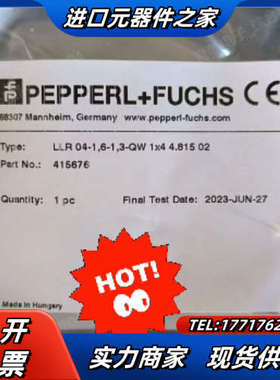 进口元器件之家
PEPPERL+FUCHS CE
68307 Mannheim, Germany www.pepperl-fuchs.com
Type: LLR 04-1,6-1,3-QW 1x4 4.815 02
Part No.: 415676
Quantity: 1 pc Final Test Date: 2023-JUN-27
HOT!
Made in Hungary
开
票
TEL:1771762
实力商家 现货供